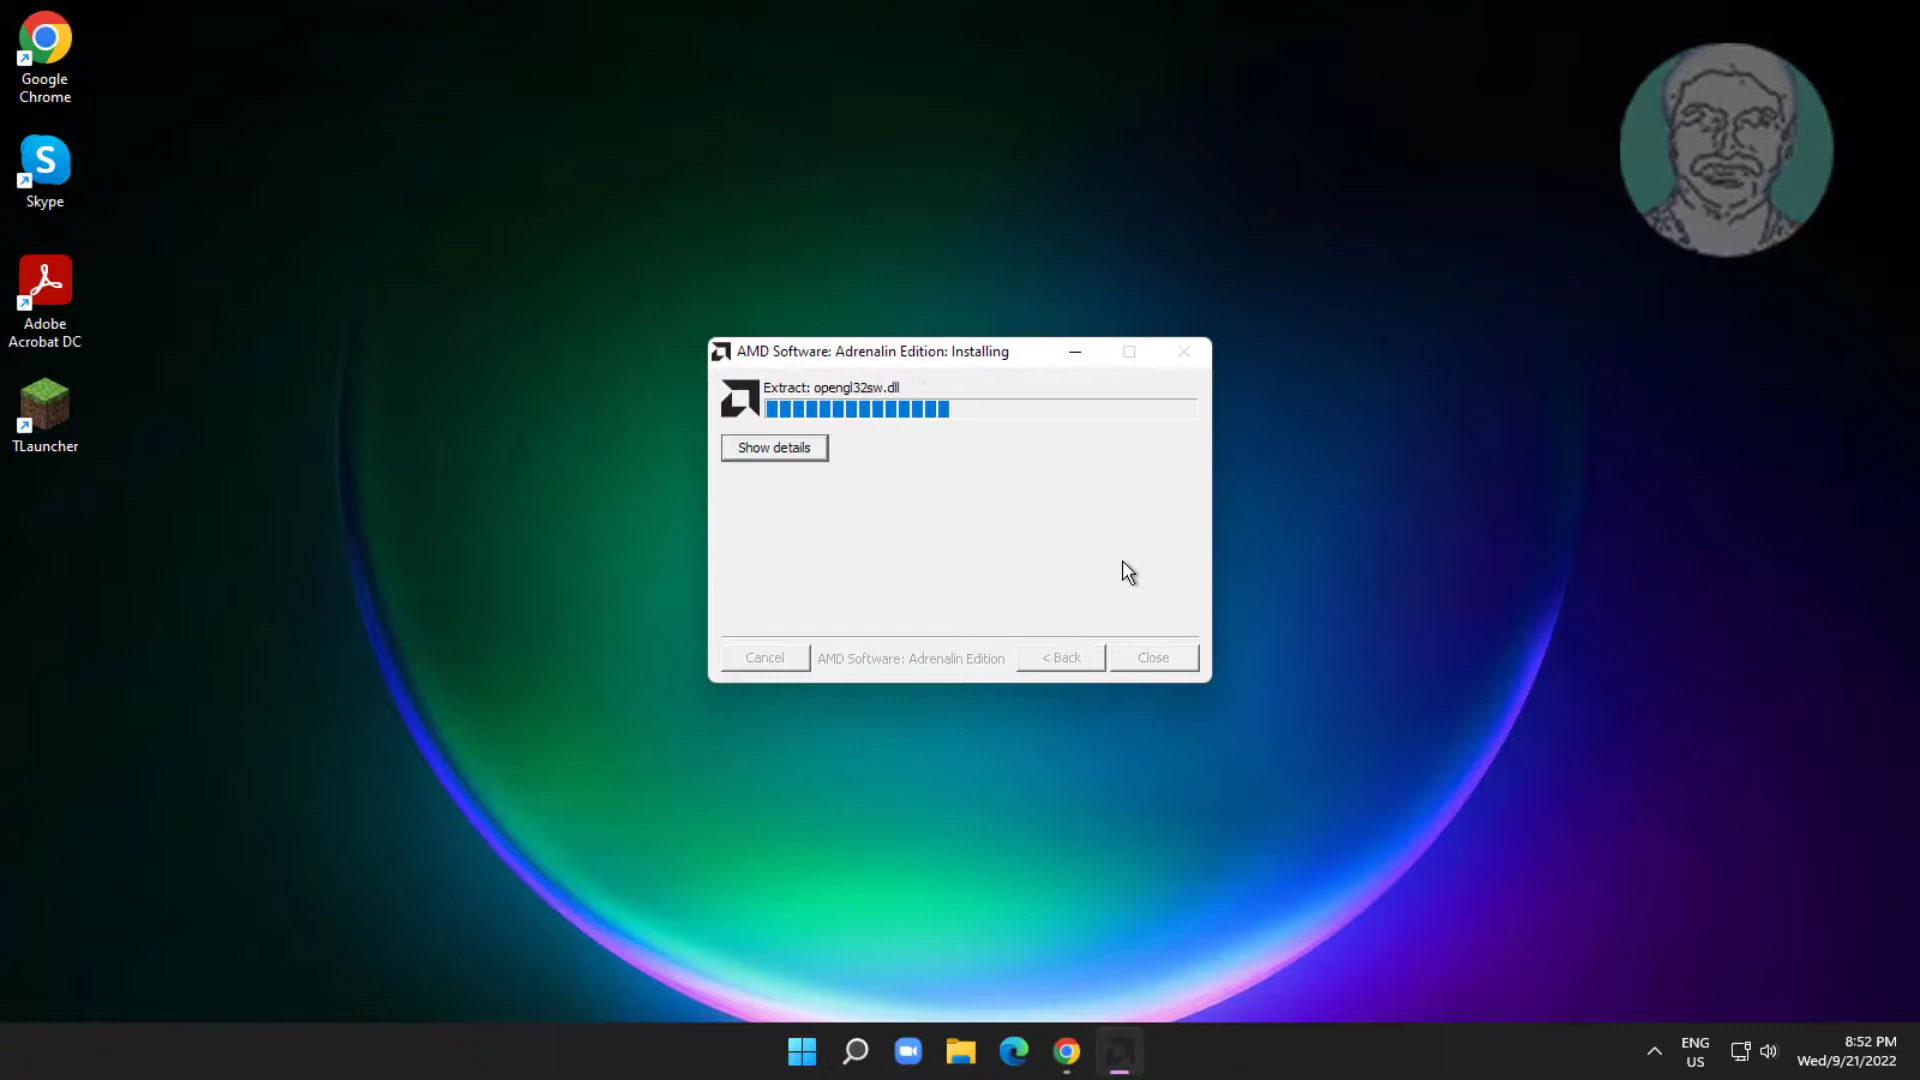 Google
Chrome
Skype
Adobe
Acrobat DC
TLauncher
AMD Software: Adrenalin Edition: Installing
Extract: opengl32sw.dll
Show details
Cancel
AMD Software: Adrenalin Edition
< Back
Close
ENG
US
8:52 PM
Wed/9/21/2022